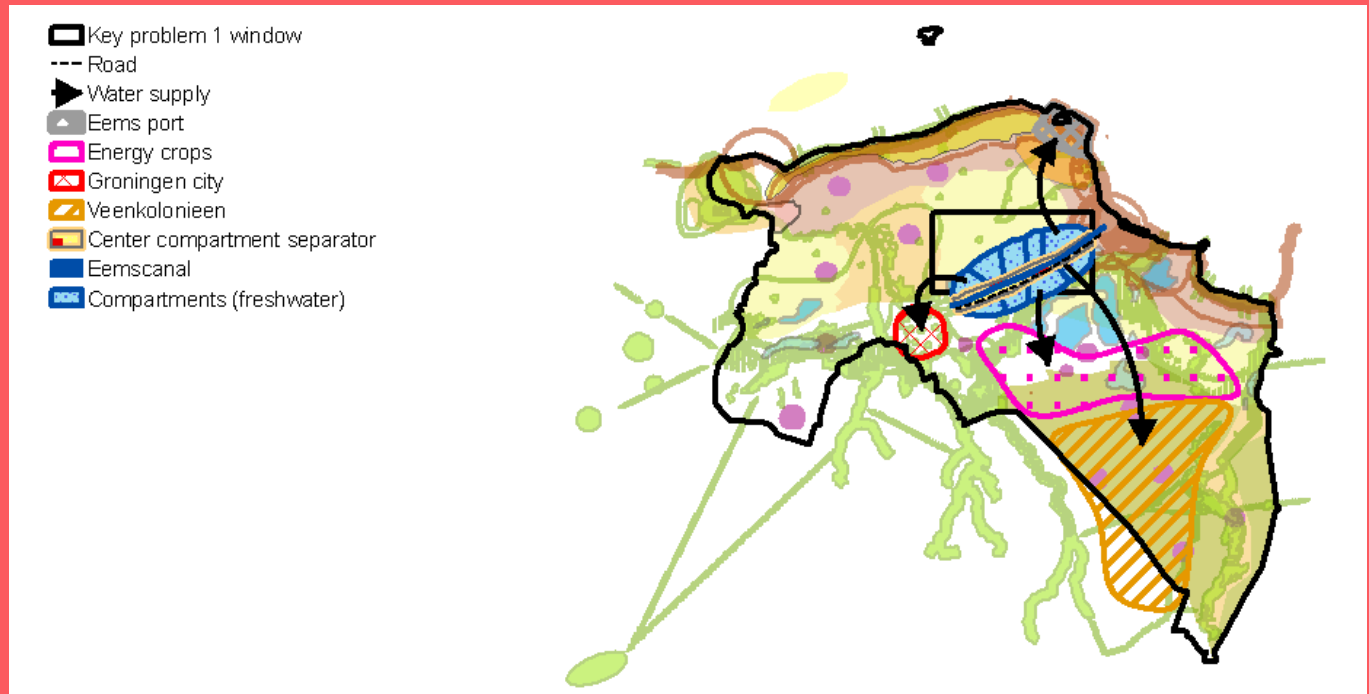 Key problem 1 window
Road
Water supply
Eems port
Energy crops
Groningen city
Veenkolonieen
Center compartment separator
Eemscanal
Compartments (freshwater)